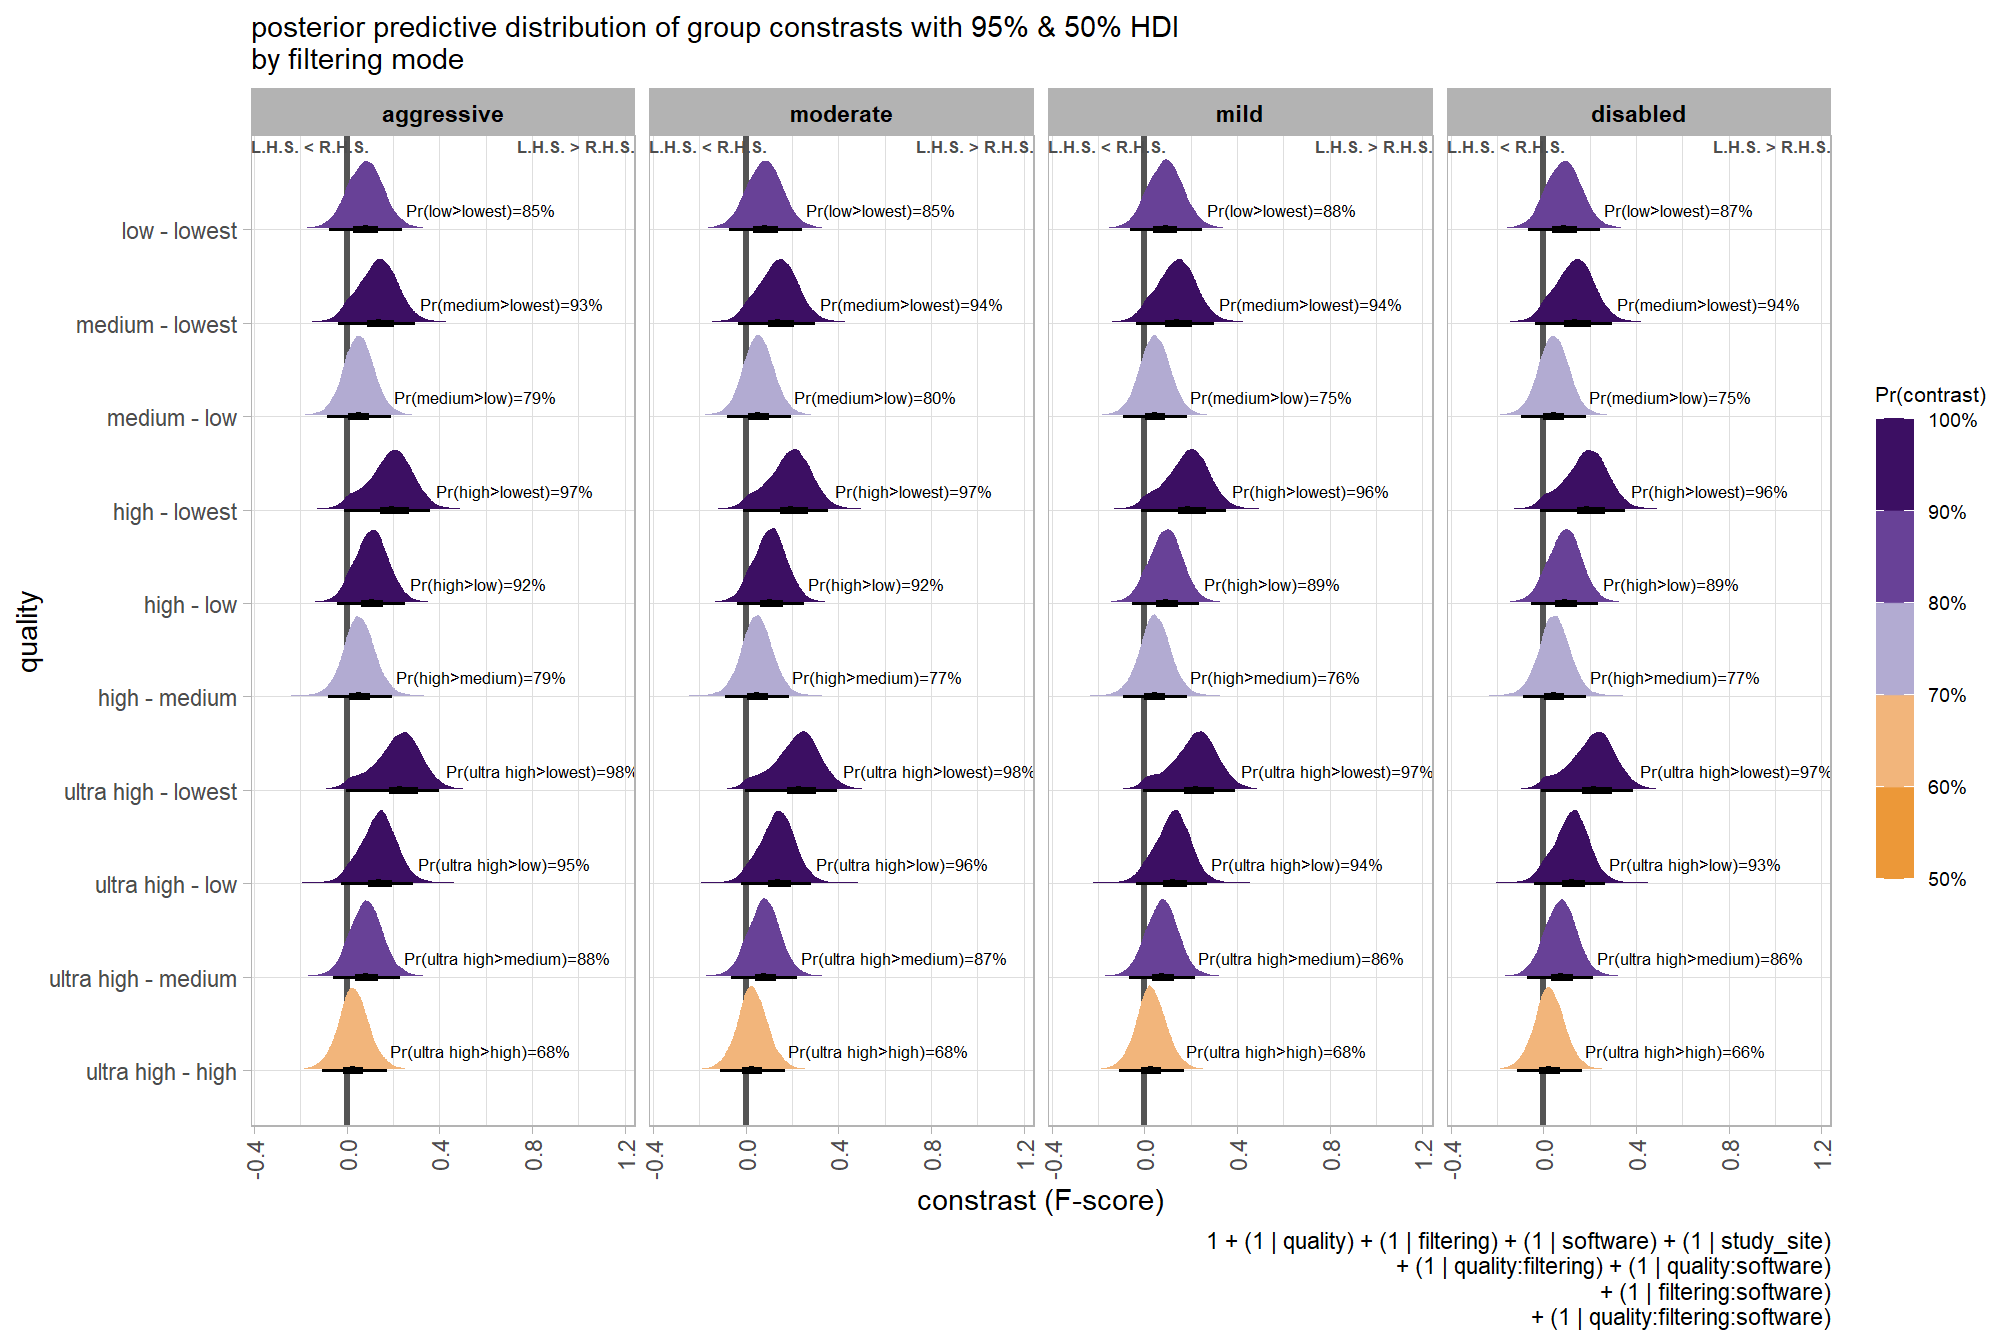 posterior predictive distribution of group constrasts with 95% & 50% HDI
by filtering mode
aggressive
moderate
mild
disabled
L.H.S. < R.H.S.
L.H.S. > R.H.S.
L.H.S. < R.H.S.
L.H.S. > R.H.S.
L.H.S. < R.H.S.
L.H.S. > R.H.S.
L.H.S. < R.H.S.
L.H.S. > R.H.S.
quality
low - lowest
Pr(low>lowest)=85%
Pr(low>lowest)=85%
Pr(low>lowest)=88%
Pr(low>lowest)=87%
medium - lowest
Pr(medium>lowest)=93%
Pr(medium>lowest)=94%
Pr(medium>lowest)=94%
Pr(medium>lowest)=94%
medium - low
Pr(medium>low)=79%
Pr(medium>low)=80%
Pr(medium>low)=75%
Pr(medium>low)=75%
high - lowest
Pr(high>lowest)=97%
Pr(high>lowest)=97%
Pr(high>lowest)=96%
Pr(high>lowest)=96%
high - low
Pr(high>low)=92%
Pr(high>low)=92%
Pr(high>low)=89%
Pr(high>low)=89%
high - medium
Pr(high>medium)=79%
Pr(high>medium)=77%
Pr(high>medium)=76%
Pr(high>medium)=77%
ultra high - lowest
Pr(ultra high>lowest)=98%
Pr(ultra high>lowest)=98%
Pr(ultra high>lowest)=97%
Pr(ultra high>lowest)=97%
ultra high - low
Pr(ultra high>low)=95%
Pr(ultra high>low)=96%
Pr(ultra high>low)=94%
Pr(ultra high>low)=93%
ultra high - medium
Pr(ultra high>medium)=88%
Pr(ultra high>medium)=87%
Pr(ultra high>medium)=86%
Pr(ultra high>medium)=86%
ultra high - high
Pr(ultra high>high)=68%
Pr(ultra high>high)=68%
Pr(ultra high>high)=68%
Pr(ultra high>high)=66%
-0.4
0.0
0.4
0.8
1.2
-0.4
0.0
0.4
0.8
1.2
-0.4
0.0
0.4
0.8
1.2
-0.4
0.0
0.4
0.8
1.2
constrast (F-score)
Pr(contrast)
100%
90%
80%
70%
60%
50%
1 + (1 | quality) + (1 | filtering) + (1 | software) + (1 | study_site)
+ (1 | quality:filtering) + (1 | quality:software)
+ (1 | filtering:software)
+ (1 | quality:filtering:software)